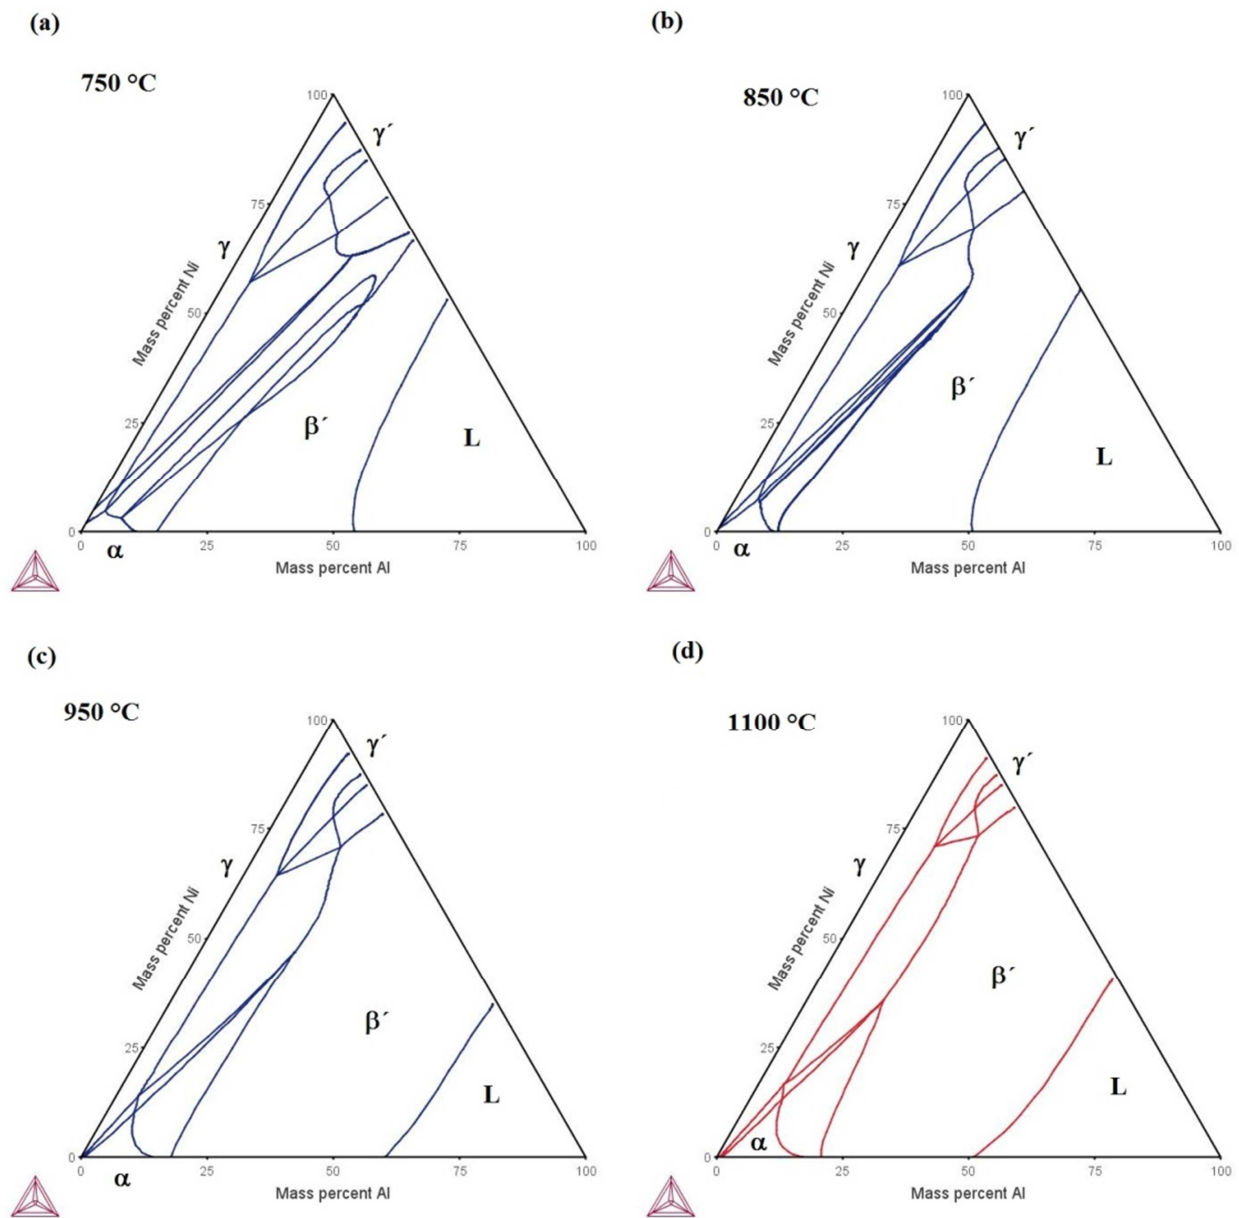 (a)
750 °C
100
γ´
75
γ
Mass percent Ni
50
25
β´
L
0
0
25
50
75
100
α
Mass percent Al
(b)
850 °C
100
γ´
75
γ
Mass percent Ni
50
25
β´
L
0
0
25
50
75
100
α
Mass percent Al
(c)
950 °C
100
γ´
75
γ
Mass percent Ni
50
25
β´
L
0
0
25
50
75
100
α
Mass percent Al
(d)
1100 °C
100
γ´
75
γ
Mass percent Ni
50
25
β´
L
α
0
0
25
50
75
100
Mass percent Al